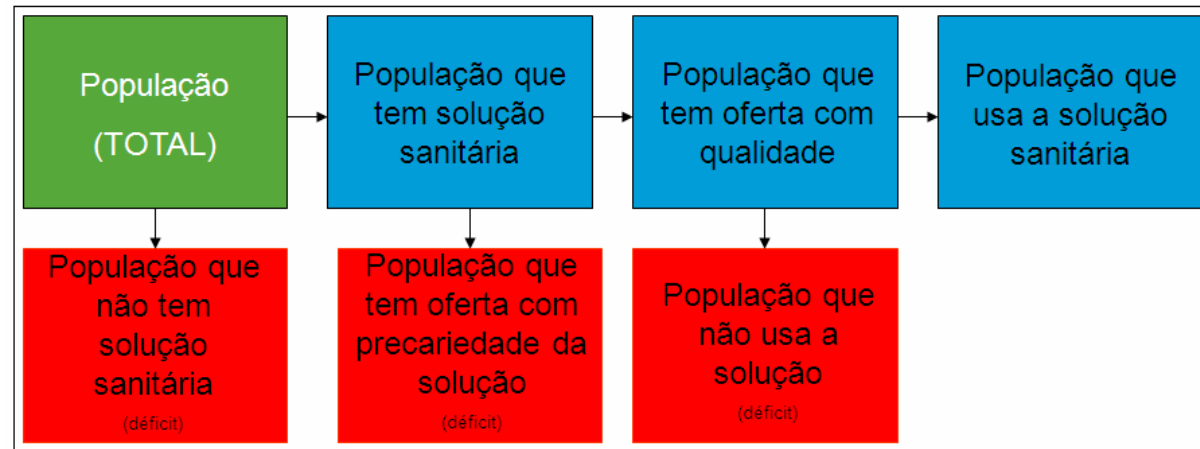 População
(TOTAL)
População que
tem solução
sanitária
População que
tem oferta com
qualidade
População que
usa a solução
sanitária
População que
não tem
solução
sanitária
(déficit)
População que
tem oferta com
precariedade da
solução
(déficit)
População que
não usa a
solução
(déficit)